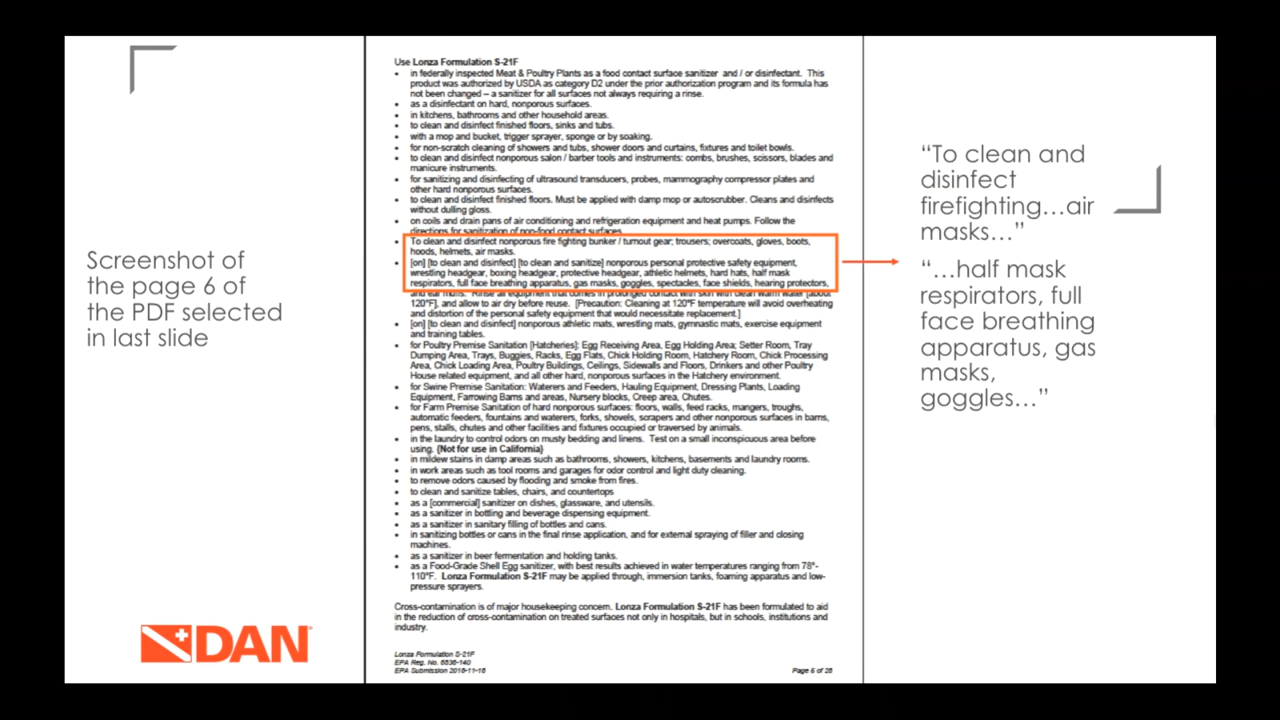 Screenshot of
the page 6 of
the PDF selected
in last slide
DAN
Use Lonza Formulation S-21F
• in federally inspected Meat & Poultry Plants as a food contact surface sanitizer and / or disinfectant. This
product was authorized by USDA as category D2 under the prior authorization program and its formula has
not been changed – a sanitizer for all surfaces not always requiring a rinse.
• as a disinfectant on hard, nonporous surfaces.
• in kitchens, bathrooms and other household areas.
• to clean and disinfect finished floors, sinks and tubs.
• with a mop and bucket, trigger sprayer, sponge or by soaking.
• for non-scratch cleaning of showers and tubs, shower doors and curtains, fixtures and toilet bowls.
• to clean and disinfect nonporous salon / barber tools and instruments: combs, brushes, scissors, blades and
manicure instruments.
• for sanitizing and disinfecting of ultrasound transducers, probes, mammography compressor plates and
other hard nonporous surfaces.
• to clean and disinfect finished floors. Must be applied with damp mop or autoscrubber. Cleans and disinfects
without dulling gloss.
• on coils and drain pans of air conditioning and refrigeration equipment and heat pumps. Follow the
directions for sanitization of non-food contact surfaces.
• To clean and disinfect nonporous fire fighting bunker / turnout gear; trousers; overcoats, gloves, boots,
hoods, helmets, air masks.
• [on] [to clean and disinfect] [to clean and sanitize] nonporous personal protective safety equipment,
wrestling headgear, boxing headgear, protective headgear, athletic helmets, hard hats, half mask
respirators, full face breathing apparatus, gas masks, goggles, spectacles, face shields, hearing protectors,
and ear muffs. Rinse all equipment that comes in prolonged contact with skin with clean warm water [about
120°F], and allow to air dry before reuse. [Precaution: Cleaning at 120°F temperature will avoid overheating
and distortion of the personal safety equipment that would necessitate replacement.]
• [on] [to clean and disinfect] nonporous athletic mats, wrestling mats, gymnastic mats, exercise equipment
and training tables.
• for Poultry Premise Sanitation [Hatcheries]: Egg Receiving Area, Egg Holding Area; Setter Room, Tray
Dumping Area, Trays, Buggies, Racks, Egg Flats, Chick Holding Room, Hatchery Room, Chick Processing
Area, Chick Loading Area, Poultry Buildings, Ceilings, Sidewalls and Floors, Drinkers and other Poultry
House related equipment, and all other hard, nonporous surfaces in the Hatchery environment.
• for Swine Premise Sanitation: Waterers and Feeders, Hauling Equipment, Dressing Plants, Loading
Equipment, Farrowing Barns and areas, Nursery blocks, Creep area, Chutes.
• for Farm Premise Sanitation of hard nonporous surfaces: floors, walls, feed racks, mangers, troughs,
automatic feeders, fountains and waterers, forks, shovels, scrapers and other nonporous surfaces in barns,
pens, stalls, chutes and other facilities and fixtures occupied or traversed by animals.
• in the laundry to control odors on musty bedding and linens. Test on a small inconspicuous area before
using. {Not for use in California}
• in mildew stains in damp areas such as bathrooms, showers, kitchens, basements and laundry rooms.
• in work areas such as tool rooms and garages for odor control and light duty cleaning.
• to remove odors caused by flooding and smoke from fires.
• to clean and sanitize tables, chairs, and countertops
• as a [commercial] sanitizer on dishes, glassware, and utensils.
• as a sanitizer in bottling and beverage dispensing equipment.
• as a sanitizer in sanitary filling of bottles and cans.
• in sanitizing bottles or cans in the final rinse application, and for external spraying of filler and closing
machines.
• as a sanitizer in beer fermentation and holding tanks.
• as a Food-Grade Shell Egg sanitizer, with best results achieved in water temperatures ranging from 78°-
110°F. Lonza Formulation S-21F may be applied through, immersion tanks, foaming apparatus and low-
pressure sprayers.
Cross-contamination is of major housekeeping concern. Lonza Formulation S-21F has been formulated to aid
in the reduction of cross-contamination on treated surfaces not only in hospitals, but in schools, institutions and
industry.
Lonza Formulation S-21F
EPA Reg. No. 6836-140
EPA Submission 2016-11-16
Page 6 of 26
“To clean and
disinfect
firefighting…air
masks…”
“…half mask
respirators, full
face breathing
apparatus, gas
masks,
goggles…”